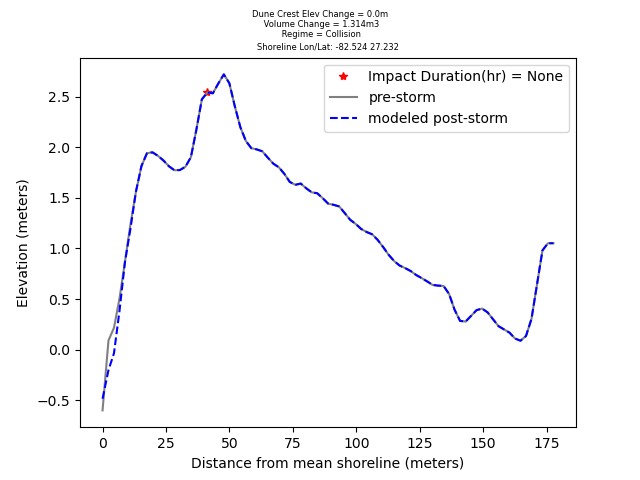 Dune Crest Elev Change = 0.0m
Volume Change = 1.314m3
Regime = Collision
Shoreline Lon/Lat: -82.524 27.232
Impact Duration(hr) = None
pre-storm
modeled post-storm
2.5
2.0
1.5
1.0
0.5
0.0
−0.5
Elevation (meters)
0 25 50 75 100 125 150 175
Distance from mean shoreline (meters)